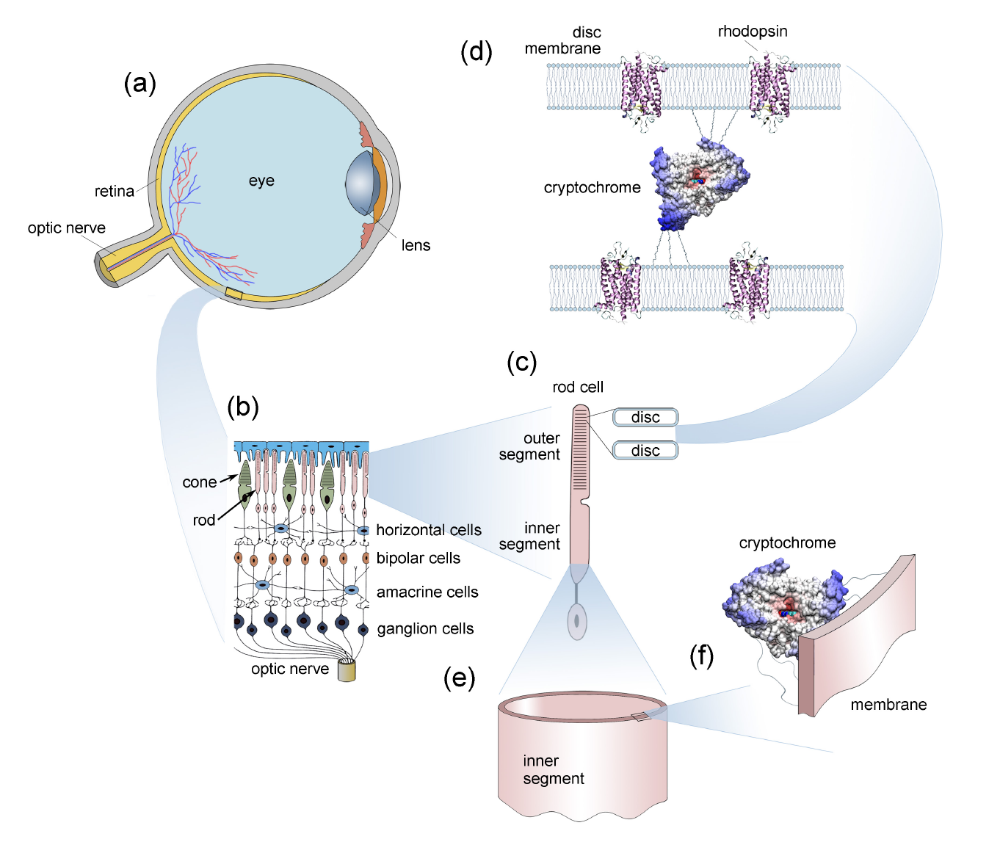 (a)
retina
optic nerve
eye
lens
(b)
cone
rod
horizontal cells
bipolar cells
amacrine cells
ganglion cells
optic nerve
(c)
rod cell
outer
segment
inner
segment
disc
disc
(d)
disc
membrane
rhodopsin
cryptochrome
(e)
inner
segment
(f)
cryptochrome
membrane